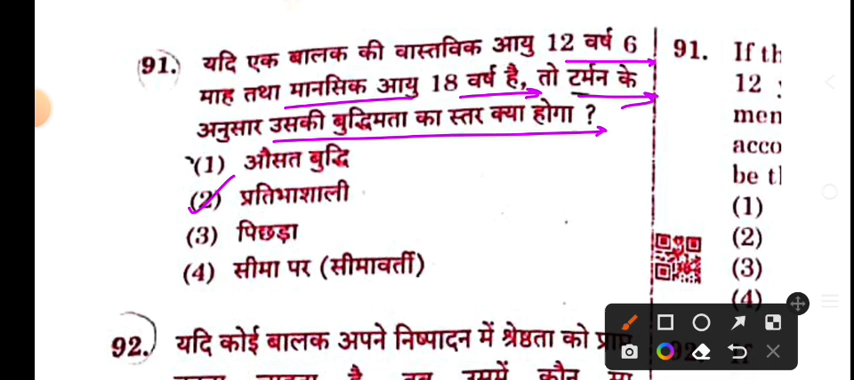 91. यदि एक बालक की वास्तविक आयु 12 वर्ष 6
माह तथा मानसिक आयु 18 वर्ष है, तो टर्मन के
अनुसार उसकी बुद्धिमता का स्तर क्या होगा ?
(1) औसत बुद्धि
(2) प्रतिभाशाली
(3) पिछड़ा
(4) सीमा पर (सीमावर्ती)
92. यदि कोई बालक अपने निष्पादन में श्रेष्ठता को
91. If th
12
men
acco
be
(1)
(2)
(3)
(4)